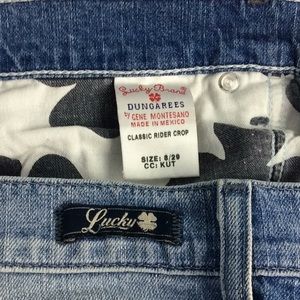 Lucky Brand
DUNGAREES
by GENE MONTESANO
MADE IN MEXICO
CLASSIC RIDER CROP
SIZE: 8/29
CC: KUT
Lucky